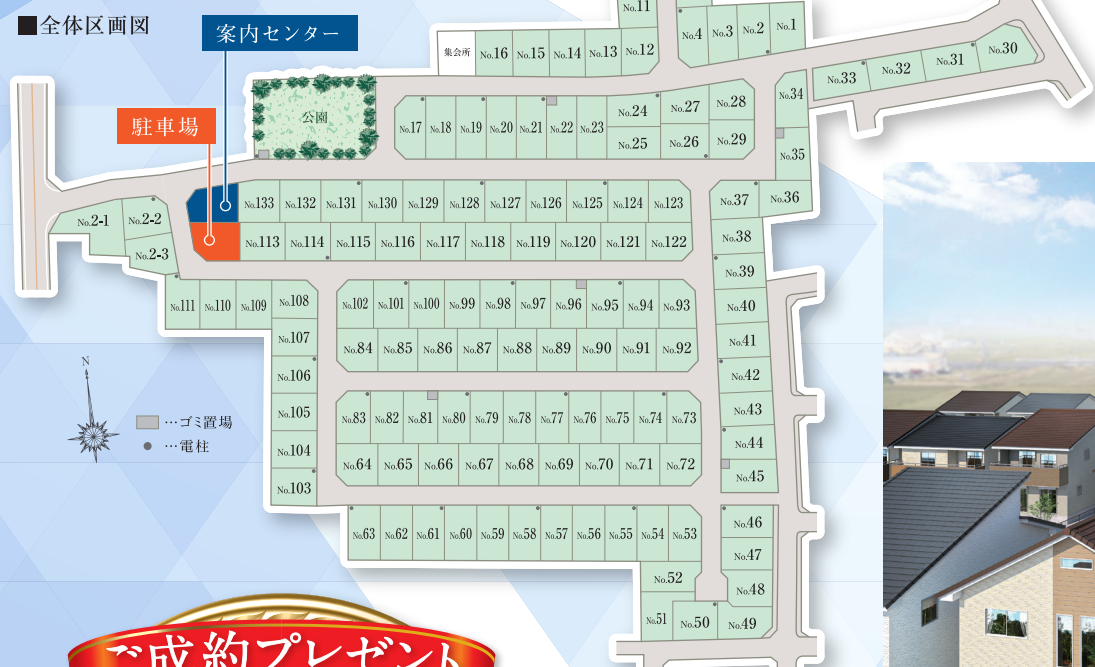 ■全体区画図
案内センター
駐車場
公園
集会所
No.11
No.16 No.15 No.14 No.13 No.12
No.4 No.3 No.2 No.1
No.33 No.32 No.31 No.30
No.17 No.18 No.19 No.20 No.21 No.22 No.23 No.24 No.27 No.28
No.25 No.26 No.29
No.34
No.35
No.37 No.36
No.38
No.39
No.40
No.41
No.42
No.43
No.44
No.45
No.46
No.47
No.48
No.2-1 No.2-2
No.2-3
No.133 No.132 No.131 No.130 No.129 No.128 No.127 No.126 No.125 No.124 No.123
No.113 No.114 No.115 No.116 No.117 No.118 No.119 No.120 No.121 No.122
No.111 No.110 No.109 No.108
No.107
No.106
No.105
No.104
No.103
No.102 No.101 No.100 No.99 No.98 No.97 No.96 No.95 No.94 No.93
No.84 No.85 No.86 No.87 No.88 No.89 No.90 No.91 No.92
No.83 No.82 No.81 No.80 No.79 No.78 No.77 No.76 No.75 No.74 No.73
No.64 No.65 No.66 No.67 No.68 No.69 No.70 No.71 No.72
No.63 No.62 No.61 No.60 No.59 No.58 No.57 No.56 No.55 No.54 No.53
No.52
No.51 No.50 No.49
N
…ゴミ置場
…電柱
ご成約プレゼント